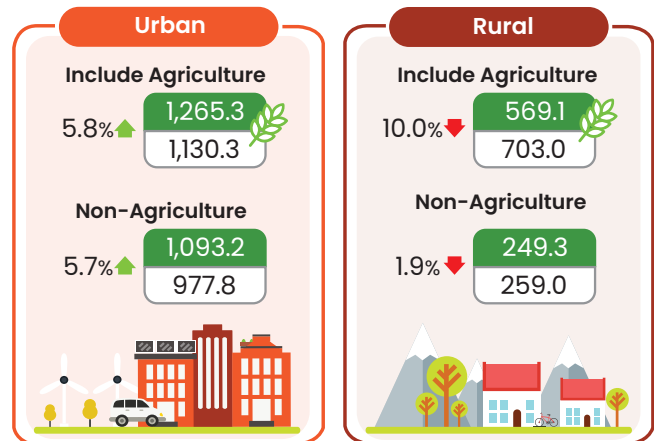 Urban
Include Agriculture
5.8%
1,265.3
1,130.3
Non-Agriculture
5.7%
1,093.2
977.8
Rural
Include Agriculture
10.0%
569.1
703.0
Non-Agriculture
1.9%
249.3
259.0